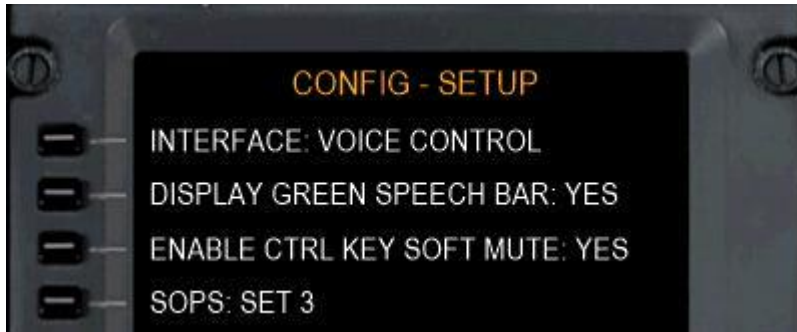 CONFIG - SETUP
INTERFACE: VOICE CONTROL
DISPLAY GREEN SPEECH BAR: YES
ENABLE CTRL KEY SOFT MUTE: YES
SOPS: SET 3